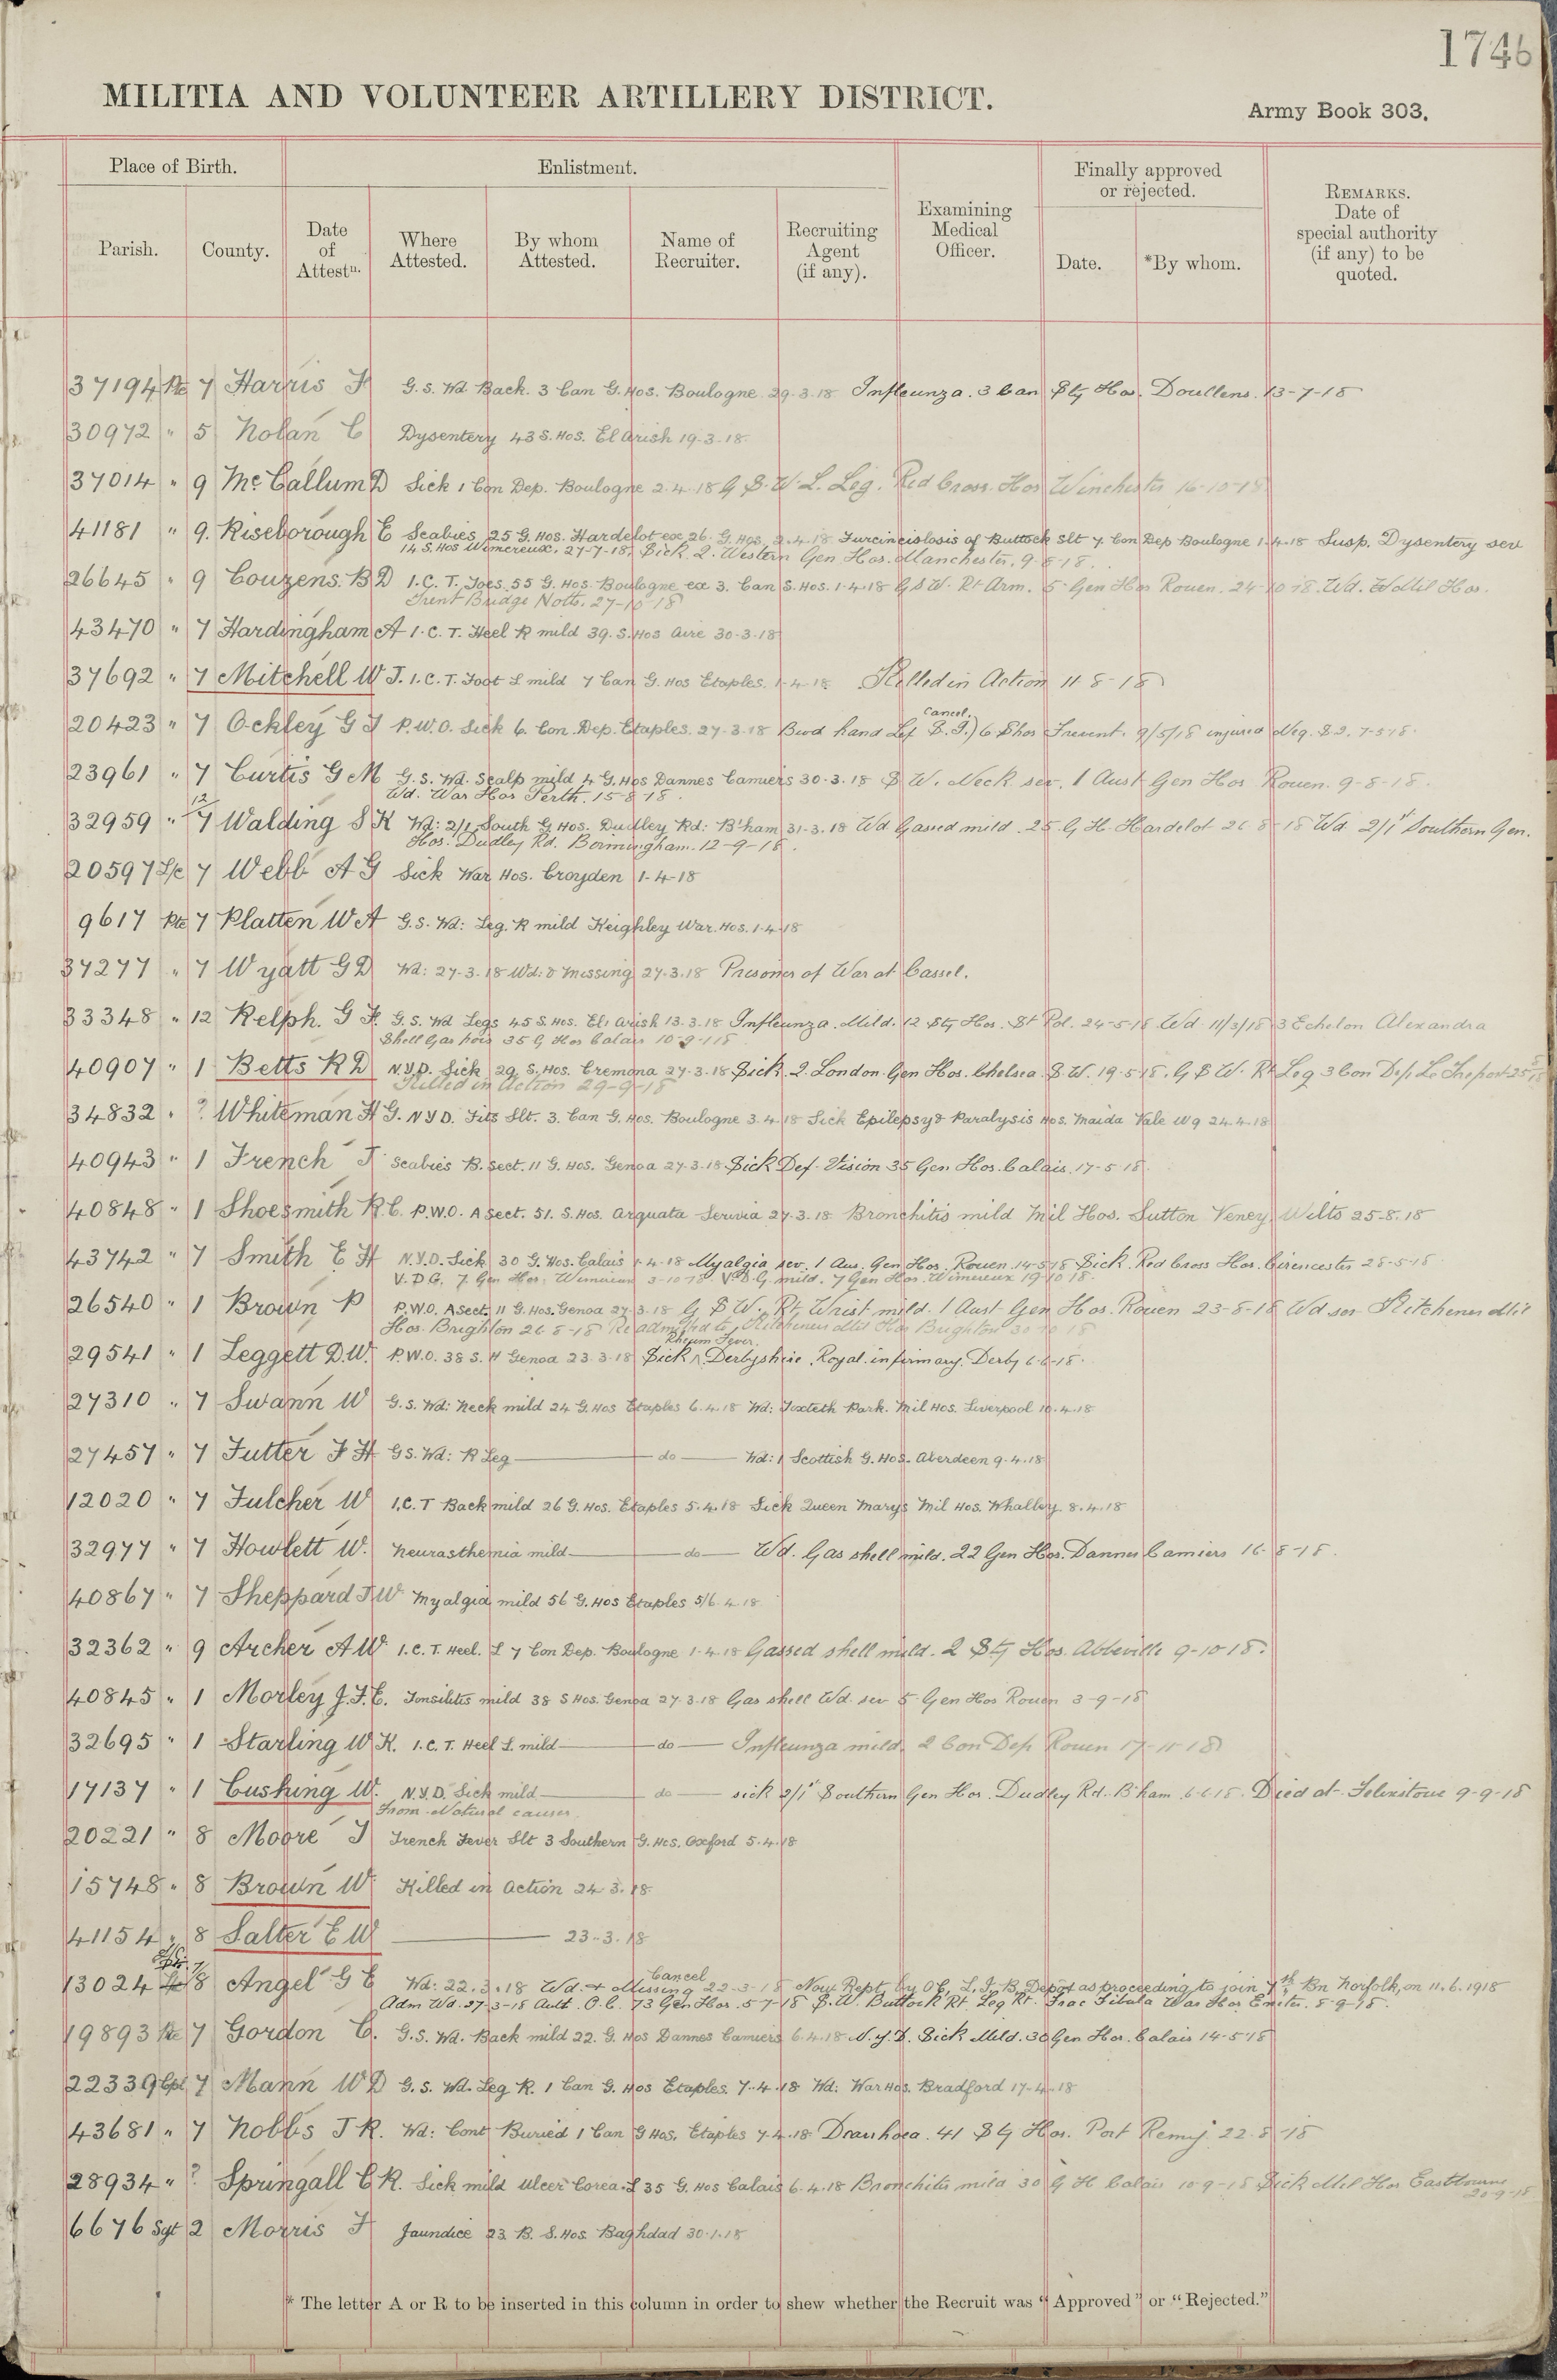 1746
MILITIA AND VOLUNTEER ARTILLERY DISTRICT.
Army Book 303.
Place of Birth.
Enlistment.
Finally approved
or rejected.
Parish.
County.
Date
of
Attestn.
Where
Attested.
By whom
Attested.
Name of
Recruiter.
Recruiting
Agent
(if any).
Examining
Medical
Officer.
Date.
*By whom.
REMARKS.
Date of
special authority
(if any) to be
quoted.
37194 Pte 7 Harris F G.S. Wd Back. 3 Can G. Hos. Boulogne 29-3-18 Infleunza. 3 Can Sty Hos. Doullens. 13-7-18
30972 " 5 Nolan C Dysentery 43 S. Hos. El Arish 19-3-18
37014 " 9 McCallum D Sick 1 Con Dep. Boulogne 2-4-18 G.S.W. L. Leg. Red Cross Hos Winchester 16-10-18
41181 " 9. Riseborough E Scabies 25 G. Hos. Hardelot ex 26 G. Hos. 2-4-18 of Buttock Slt 7 Con Dep Boulogne 1-4-18 Susp. Dysentery sev
14 S. Hos Wimereux. 27-7-18. Sick. 2. Western Gen Hos. Manchester. 9-8-18.
26645 " 9 Couzens. B D I.C.T. Toes. 55 G. Hos. Boulogne ex 3. Can S. Hos. 1-4-18 G S W. Rt Arm. 5 Gen Hos Rouen. 24-10-18. Wd. Mil Hos.
Trent Bridge Notts. 27-10-18
43470 " 7 Hardingham A I.C.T. Heel R mild 39. S. Hos Aire 30-3-18
37692 " 7 Mitchell W J. I.C.T. Foot L mild 7 Can G. Hos Etaples. 1-4-18. Killed in Action 11-8-18
Cancel.
20423 " 7 Ockley G J P.W.O. Sick 6. Con. Dep. Etaples. 27-3-18 hand Lef S.I.) 6 S hos Frevent. 9/5/18 injured Neg. 7-5-18.
23961 " 7 Curtis G M G.S. Wd. Scalp mild 4 G. Hos Dannes Camiers 30-3-18 S W. Neck sev. 1 Aust Gen Hos Rouen. 9-8-18.
Wd. War Hos Perth. 15-8-18.
12
32959 " 7 Walding S K Wd: 2/1 South G Hos. Dudley Rd: B'ham 31-3-18 Wd Gassed mild. 25 G H. Hardelot 26-8-18 Wd 2/1 Southern Gen.
Hos. Dudley Rd. Birmingham. 12-9-18.
20597 L/c 7 Webb A G Sick War Hos. Croyden 1-4-18
9617 Pte 7 Platten W A G.S. Wd: Leg. R mild Keighley War. Hos. 1-4-18
37277 " 7 Wyatt G D Wd: 27-3-18 Wd: & Missing 27-3-18 Prisoner of War at Cassel.
33348 " 12 Relph. G F. G.S. Wd Legs 45 S. Hos. El. Arish 13-3-18 Infleunza. Mild. 12 Sty Hos. St Pol. 24-5-18 Wd 11/3/18 3 Echelon Alexandra
Shell Gas pois 35 G Hos Calais 10-9-18
40907 " 1 Betts R D N.Y.D. Sick 29. S. Hos. Cremona 27-3-18 Sick. 2. London Gen Hos. Chelsea. S W. 19-5-18. G S W. Rt Leg 3 Con Dep Le Treport
Killed in Action 29-9-18
34832 " ? Whiteman H G. N Y D. Fits Slt. 3. Can G. Hos. Boulogne 3-4-18 Sick Epilepsy & Paralysis Hos. Maida Vale W9 24-4-18
40943 " 1 French J Scabies B. Sect. 11 G. Hos. Genoa 27-3-18. Sick Def. Vision 35 Gen Hos. Calais. 17-5-18
40848 " 1 Shoesmith R.C. P.W.O. A Sect. 51. S. Hos. Arquata Scrivia 27-3-18 Bronchitis mild Mil Hos. Sutton Veney Wilts 25-8-18
43742 " 7 Smith E H N.Y.D. Sick 30 G. Hos. Calais 1-4-18 Myalgia sev. 1 Aus. Gen Hos. Rouen. 14-5-18 Sick. Red Cross Hos. Cirencester 28-5-18
V.D.G. 7 Gen Hos: Wimereux 3-10-18 V.D.G mild. 7 Gen Hos. Wimereux 19-10-18.
26540 " 1 Brown P P.W.O. A Sect. 11 G. Hos. Genoa 27-3-18 G S W. Rt Wrist mild. 1 Aust Gen Hos. Rouen 23-8-18 Wd sev Kitchener Mil
Hos. Brighton 26-8-18 Readmitted to Kitcheners Mil Hos Brighton 30-10-18
Rheum Fever.
29541 " 1 Leggett D.W. P.W.O. 38 S. H Genoa 23-3-18 Sick ^ Derbyshire Royal infirmary. Derby 6-6-18.
27310 " 7 Swann W G.S. Wd: Neck mild 24 G. Hos Etaples 6-4-18 Wd: Toxteth Park. Mil Hos. Liverpool 10-4-18
27457 " 7 Futter F H G S. Wd: R Leg — do — Wd: 1 Scottish G. Hos. Aberdeen 9-4-18
12020 " 7 Fulcher W I.C.T Back mild 26 G. Hos. Etaples 5-4-18 Sick Queen Marys Mil Hos. Whalley. 8-4-18
32977 " 7 Howlett W. Neurasthenia mild — do — Wd. Gas shell mild. 22 Gen Hos. Dannes Camiers 16-8-18.
40867 " 7 Sheppard J W Myalgia mild 56 G. Hos Etaples 5/6-4-18
32362 " 9 Archer A W I.C.T. Heel. L 7 Con Dep. Boulogne 1-4-18 Gassed shell mild. 2 Sty Hos. Abbeville 9-10-18.
40845 " 1 Morley J.F.E. Tonsilitis mild 38 S Hos. Genoa 27-3-18 Gas shell Wd. sev 5 Gen Hos Rouen 3-9-18
32695 " 1 Starling W K. I.C.T. Heel L. mild — do — Infleunza mild. 2 Con Dep Rouen 17-11-18
17137 " 1 Cushing W. N.Y.D. Sick mild — do — sick 2/1 Southern Gen Hos. Dudley Rd. B'ham 6-6-18. Died at Felixstowe 9-9-18
From Natural causes.
20221 " 8 Moore J Trench Fever Slt 3 Southern G. Hos. Oxford 5-4-18
15748 " 8 Brown W Killed in Action 24-3-18
41154 " 8 Salter E W — 23-3-18
Cancel
13024 8 Angel G E Wd: 22-3-18 Wd. & Missing 22-3-18 Now Rept. by OC. L.I.B. Depot as proceeding to join 7th Bn Norfolk, on 11.6.1918
Adm Wd. 27-3-18 Auth O.C. 73 Gen Hos. 5-7-18 S.W. Buttock Rt Leg Rt. Frac Fibula War Hos Exeter. 8-9-18.
19893 Pte 7 Gordon C. G.S. Wd. Back mild 22. G. Hos Dannes Camiers 6-4-18 N.Y.D. Sick Mild. 30 Gen Hos. Calais 14-5-18
22339 Cpl 7 Mann W D G.S. Wd. Leg R. 1 Can G. Hos Etaples. 7-4-18 Wd: War Hos. Bradford 17-4-18
43681 " 7 Nobbs J R. Wd: Cont Buried 1 Can G Hos. Etaples 7-4-18 Diarrhoea. 41 S G Hos. Port Remy 22-8-18
28934 " ? Springall C R. Sick mild Ulcer Corea. L 35 G. Hos Calais 6-4-18 Bronchitis mild 30 G H Calais 10-9-18 Sick Mil Hos Eastbourne
20-9-18
6676 Sgt 2 Morris F Jaundice 23 B. S. Hos. Baghdad 30-1-18
* The letter A or R to be inserted in this column in order to shew whether the Recruit was "Approved" or "Rejected."